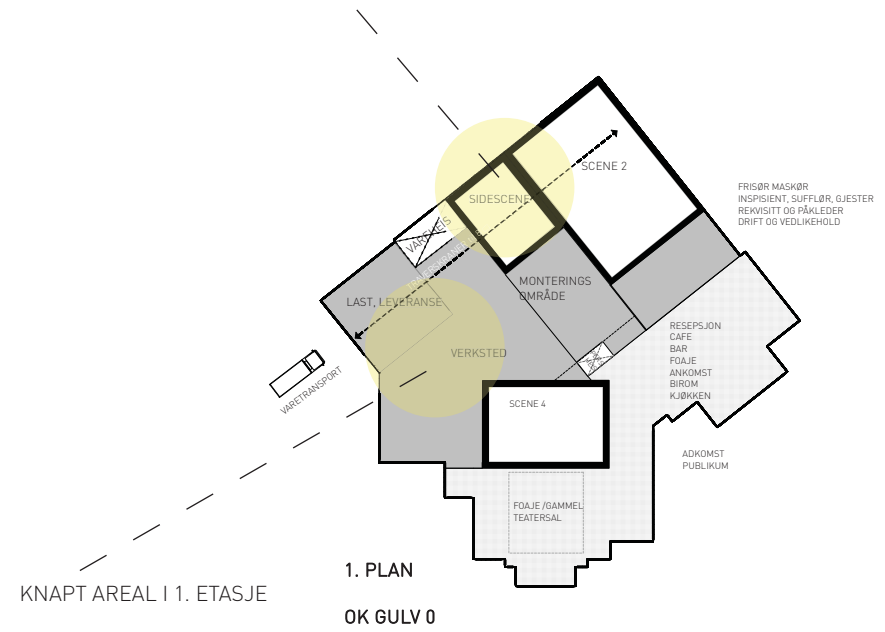 SCENE 2
SIDESCENE
FRISØR MASKØR
INSPISIENT, SUFFLØR, GJESTER
REKVISITT OG PÅKLEDER
DRIFT OG VEDLIKEHOLD
VAREHEIS
MONTERINGS
OMRÅDE
LAST, LEVERANSE
VERKSTED
RESEPSJON
CAFE
BAR
FOAJE
ANKOMST
BIROM
KJØKKEN
VARETRANSPORT
SCENE 4
ADKOMST
PUBLIKUM
FOAJE /GAMMEL
TEATERSAL
1. PLAN
KNAPT AREAL I 1. ETASJE
OK GULV 0